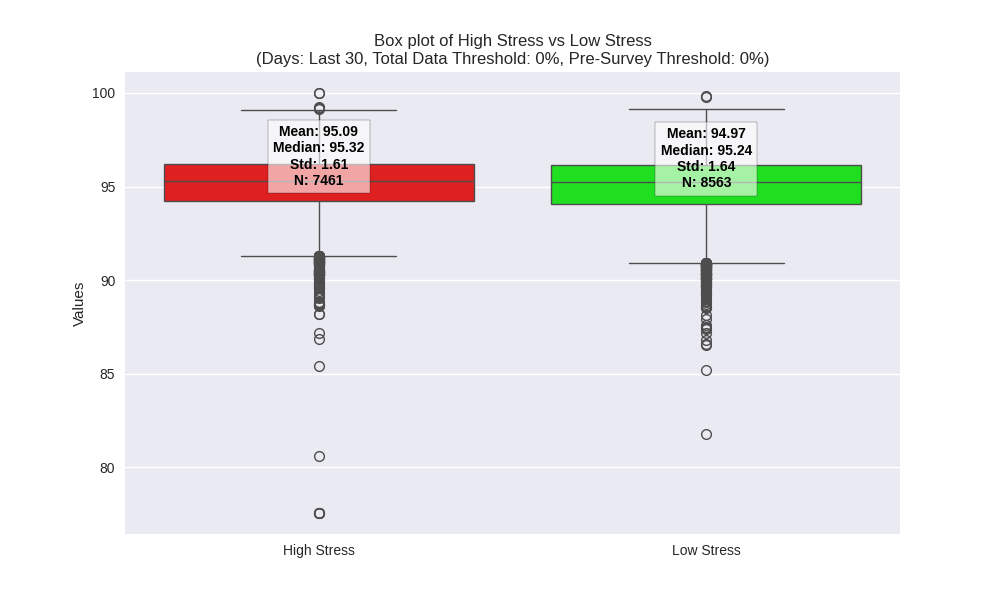 Box plot of High Stress vs Low Stress
(Days: Last 30, Total Data Threshold: 0%, Pre-Survey Threshold: 0%)
Values
100
95
90
85
80
Mean: 95.09
Median: 95.32
Std: 1.61
N: 7461
Mean: 94.97
Median: 95.24
Std: 1.64
N: 8563
High Stress
Low Stress